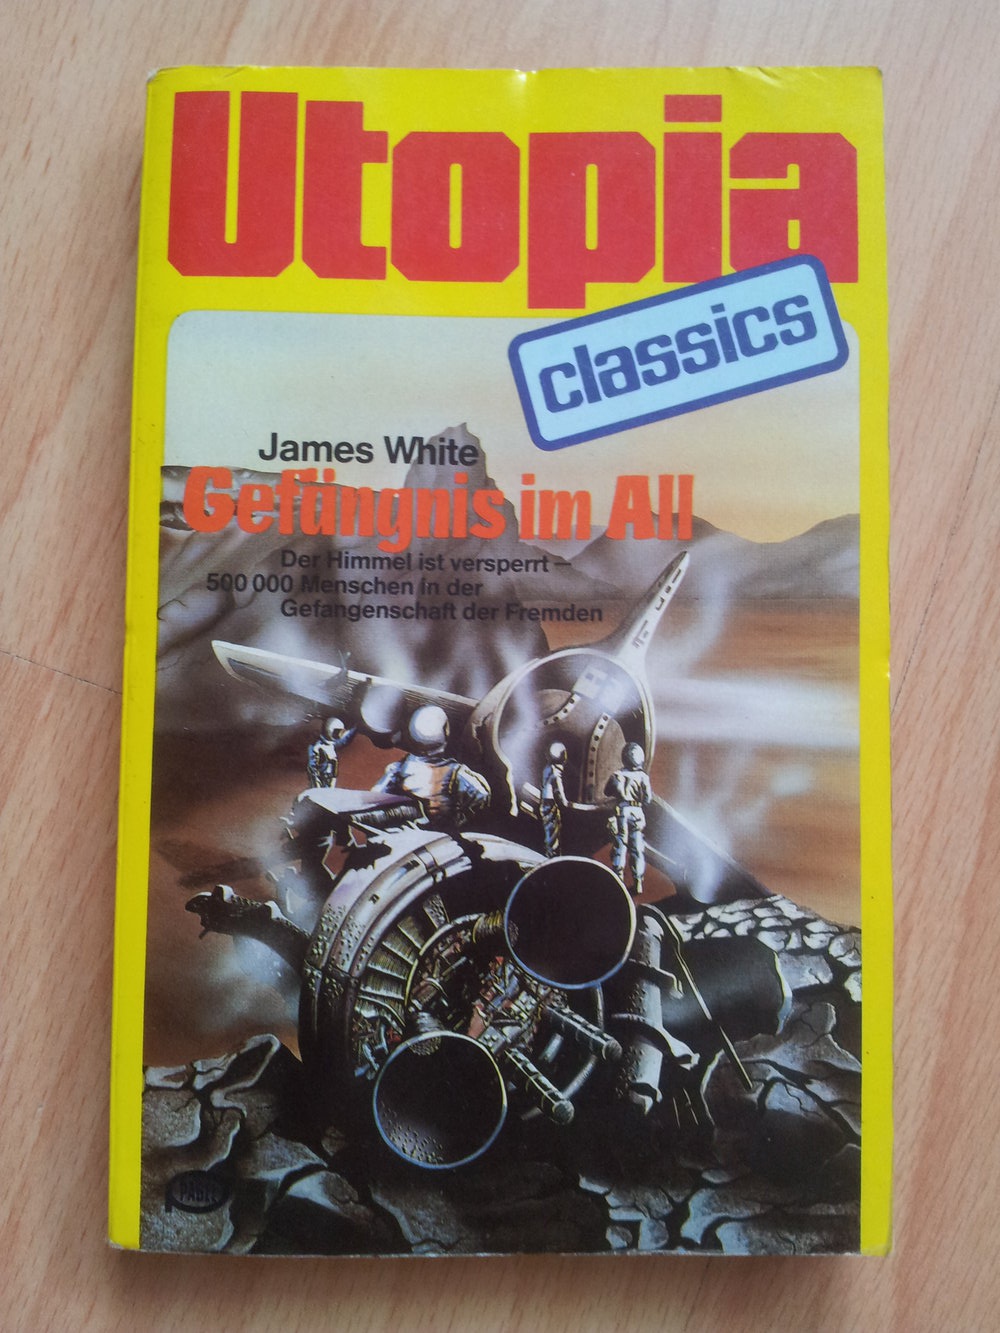 Utopia
classics
James White
Gefängnis im All
Der Himmel ist versperrt –
500 000 Menschen in der
Gefangenschaft der Fremden
PABEL